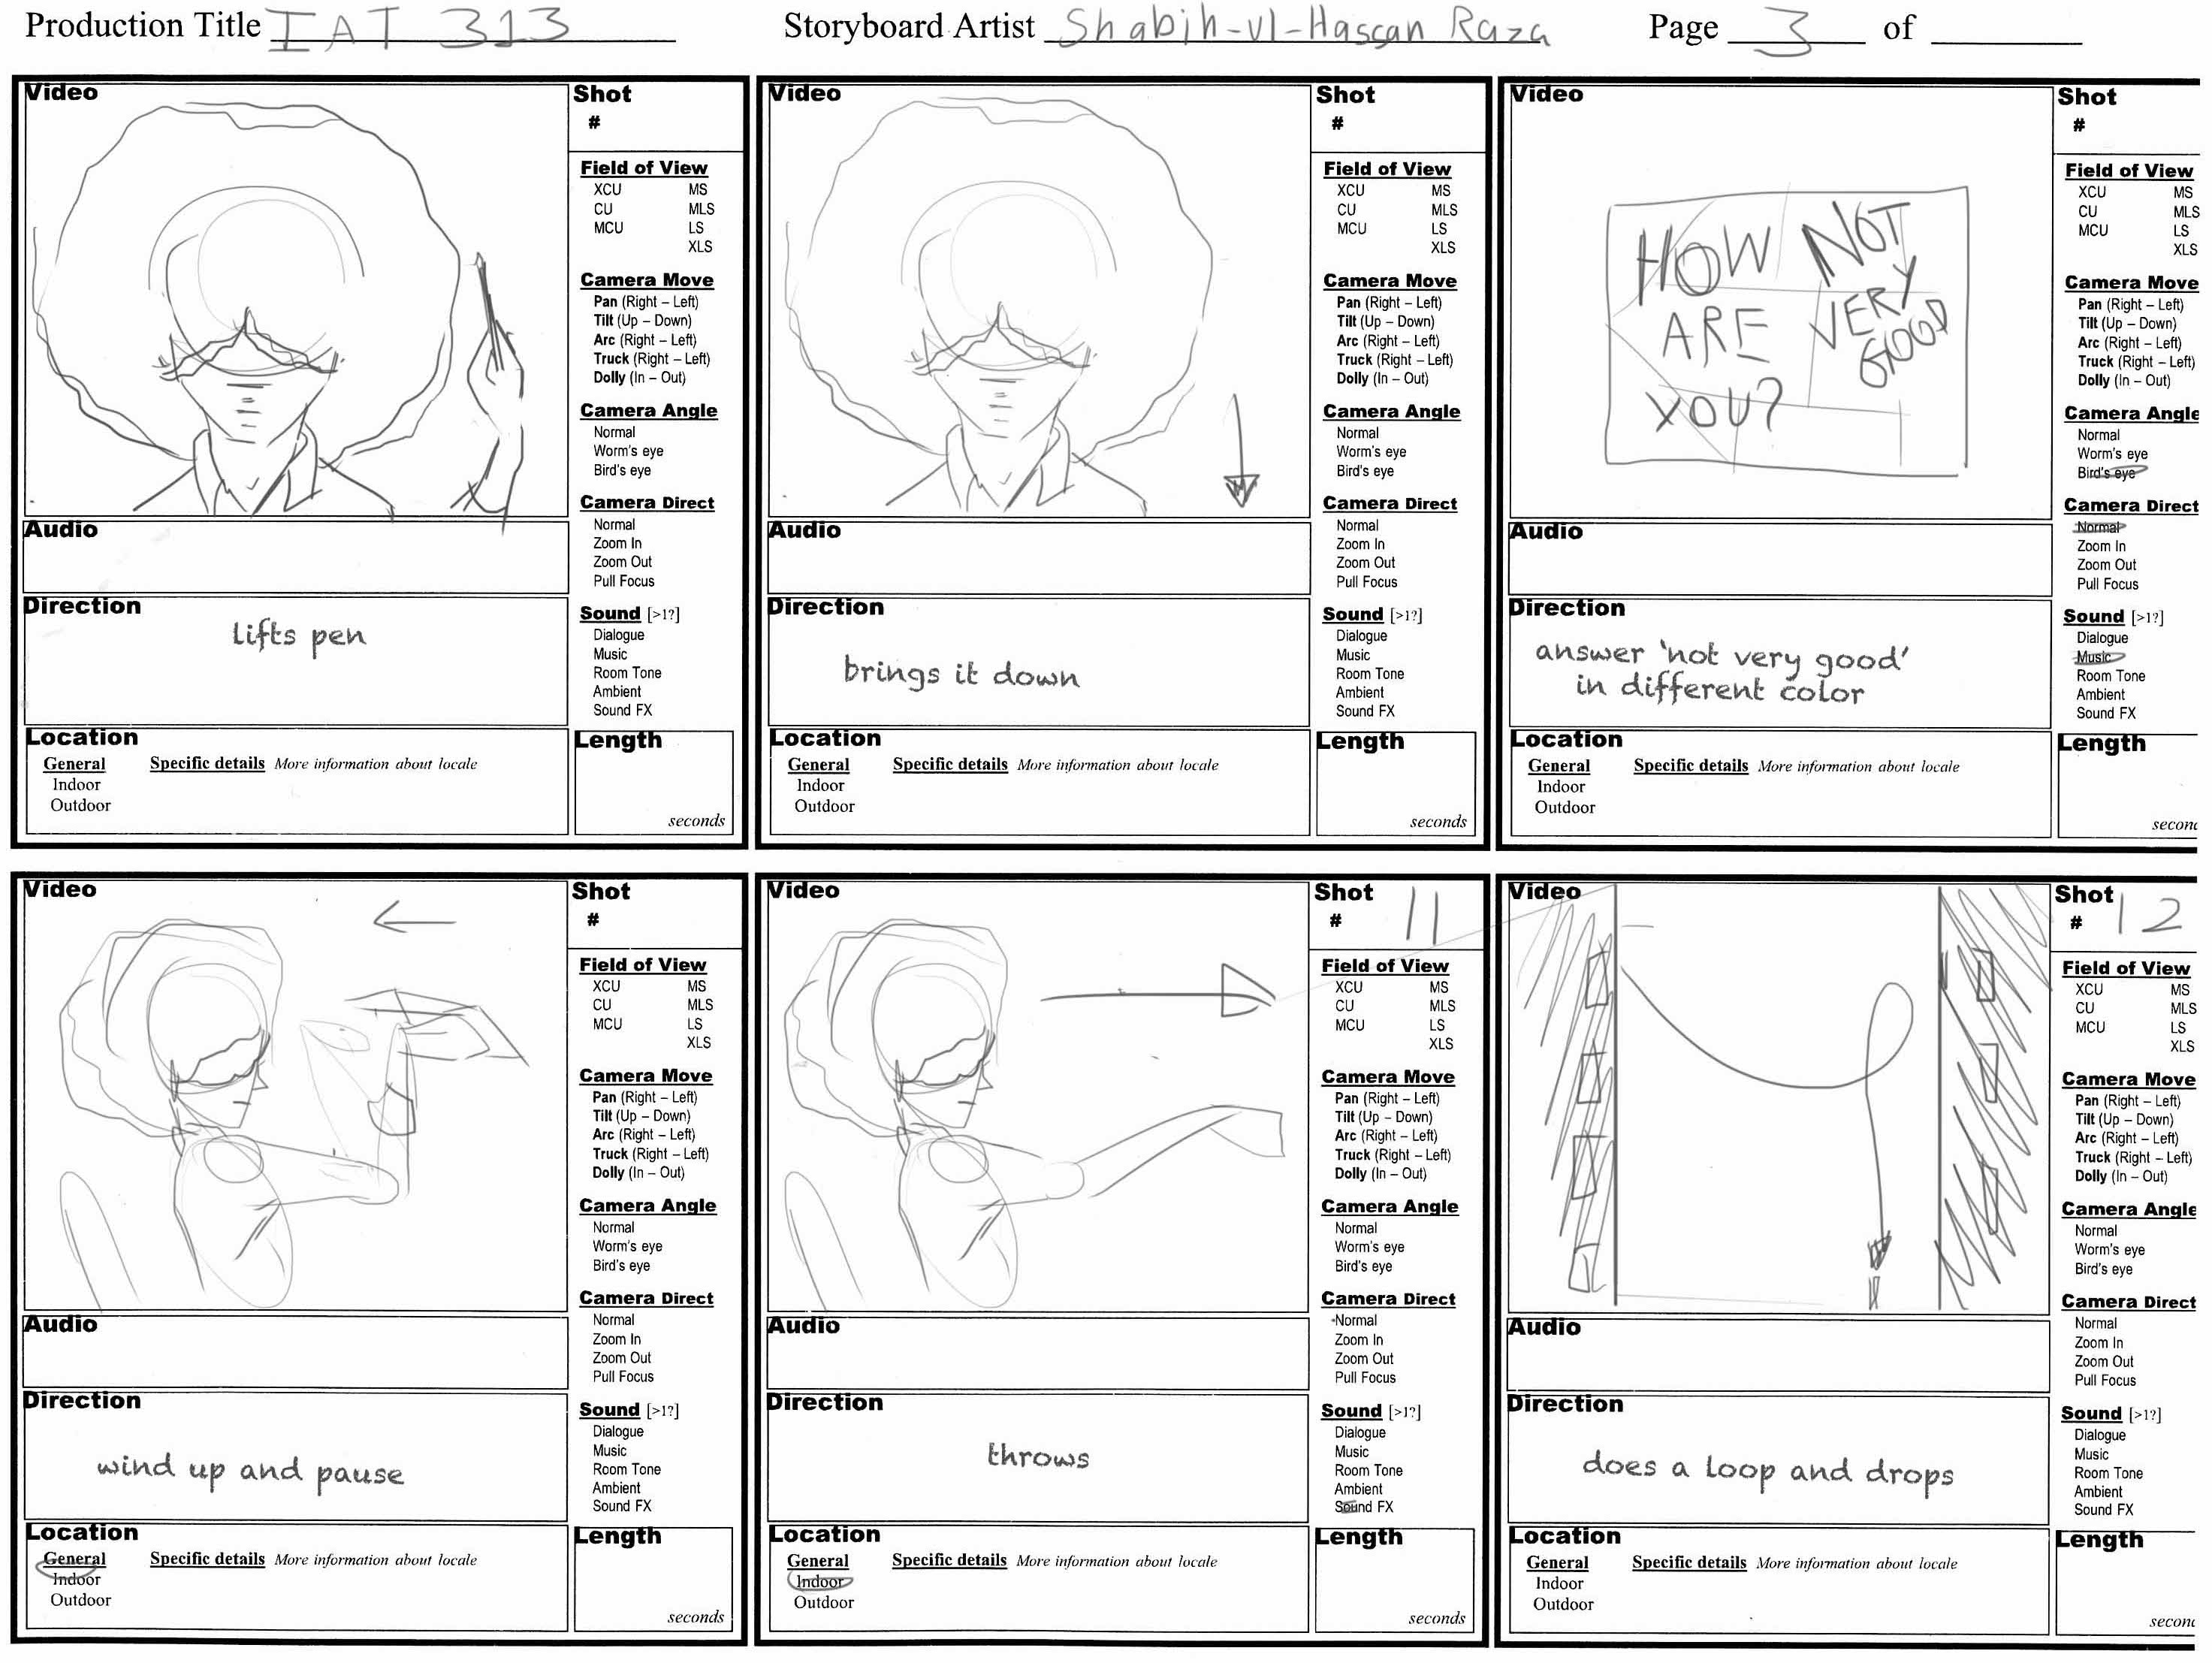 Production Title IAT 313 Storyboard Artist Shabih-ul-Hassan Raza Page 3 of
Video
Shot
#
Field of View
XCU MS
CU MLS
MCU LS
XLS
Camera Move
Pan (Right – Left)
Tilt (Up – Down)
Arc (Right – Left)
Truck (Right – Left)
Dolly (In – Out)
Camera Angle
Normal
Worm's eye
Bird's eye
Camera Direct
Normal
Zoom In
Zoom Out
Pull Focus
Audio
Direction
lifts pen
Sound [>1?]
Dialogue
Music
Room Tone
Ambient
Sound FX
Location
General Specific details More information about locale
Indoor
Outdoor
Length
seconds
Video
Shot
#
Field of View
XCU MS
CU MLS
MCU LS
XLS
Camera Move
Pan (Right – Left)
Tilt (Up – Down)
Arc (Right – Left)
Truck (Right – Left)
Dolly (In – Out)
Camera Angle
Normal
Worm's eye
Bird's eye
Camera Direct
Normal
Zoom In
Zoom Out
Pull Focus
Audio
Direction
brings it down
Sound [>1?]
Dialogue
Music
Room Tone
Ambient
Sound FX
Location
General Specific details More information about locale
Indoor
Outdoor
Length
seconds
Video
HOW NOT
ARE VERY
YOU? GOOD
Shot
#
Field of View
XCU MS
CU MLS
MCU LS
XLS
Camera Move
Pan (Right – Left)
Tilt (Up – Down)
Arc (Right – Left)
Truck (Right – Left)
Dolly (In – Out)
Camera Angle
Normal
Worm's eye
Bird's eye
Camera Direct
Normal
Zoom In
Zoom Out
Pull Focus
Audio
Direction
answer 'not very good'
in different color
Sound [>1?]
Dialogue
Music
Room Tone
Ambient
Sound FX
Location
General Specific details More information about locale
Indoor
Outdoor
Length
secon
Video
Shot
#
Field of View
XCU MS
CU MLS
MCU LS
XLS
Camera Move
Pan (Right – Left)
Tilt (Up – Down)
Arc (Right – Left)
Truck (Right – Left)
Dolly (In – Out)
Camera Angle
Normal
Worm's eye
Bird's eye
Camera Direct
Normal
Zoom In
Zoom Out
Pull Focus
Audio
Direction
wind up and pause
Sound [>1?]
Dialogue
Music
Room Tone
Ambient
Sound FX
Location
General Specific details More information about locale
Indoor
Outdoor
Length
seconds
Video
Shot
# 11
Field of View
XCU MS
CU MLS
MCU LS
XLS
Camera Move
Pan (Right – Left)
Tilt (Up – Down)
Arc (Right – Left)
Truck (Right – Left)
Dolly (In – Out)
Camera Angle
Normal
Worm's eye
Bird's eye
Camera Direct
Normal
Zoom In
Zoom Out
Pull Focus
Audio
Direction
throws
Sound [>1?]
Dialogue
Music
Room Tone
Ambient
Sound FX
Location
General Specific details More information about locale
Indoor
Outdoor
Length
seconds
Video
Shot
# 12
Field of View
XCU MS
CU MLS
MCU LS
XLS
Camera Move
Pan (Right – Left)
Tilt (Up – Down)
Arc (Right – Left)
Truck (Right – Left)
Dolly (In – Out)
Camera Angle
Normal
Worm's eye
Bird's eye
Camera Direct
Normal
Zoom In
Zoom Out
Pull Focus
Audio
Direction
does a loop and drops
Sound [>1?]
Dialogue
Music
Room Tone
Ambient
Sound FX
Location
General Specific details More information about locale
Indoor
Outdoor
Length
secon